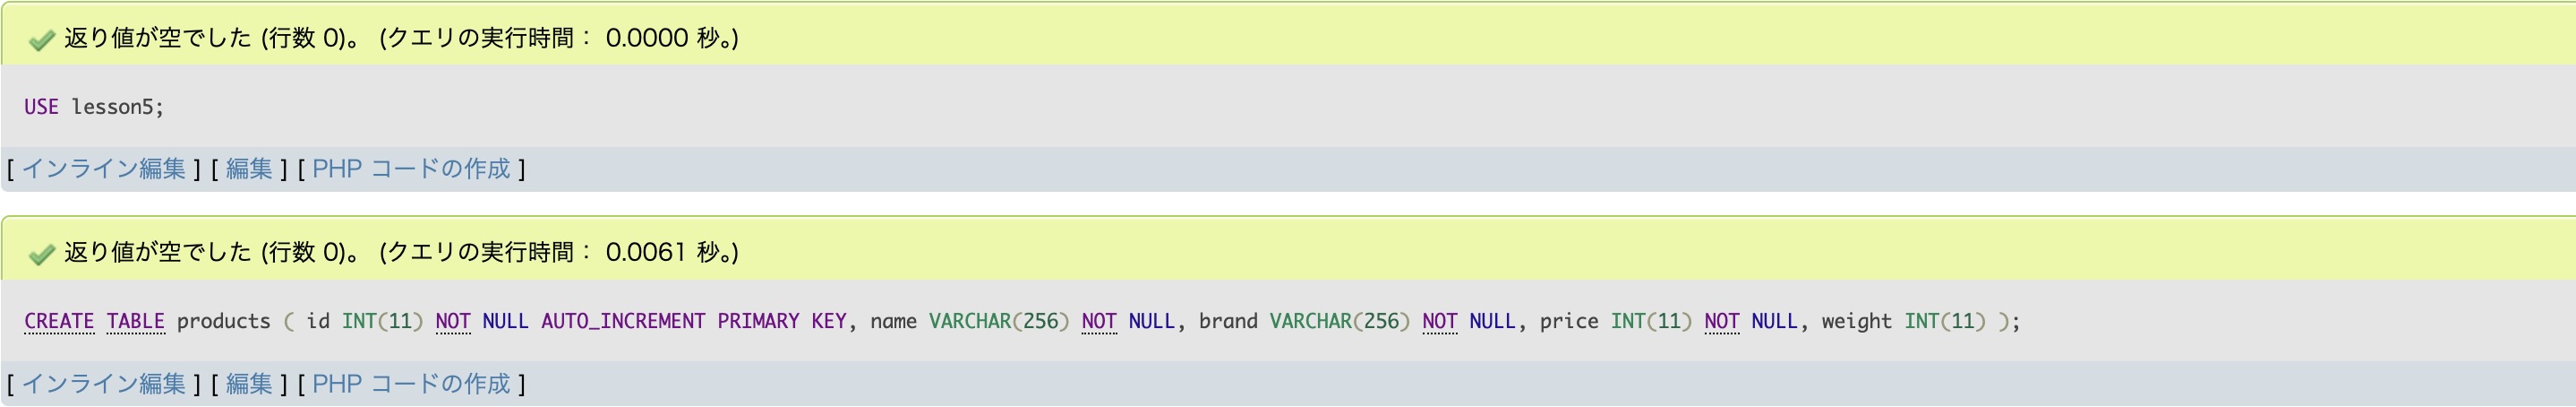 返り値が空でした (行数 0)。 (クエリの実行時間： 0.0000 秒。)
USE lesson5;
[ インライン編集 ] [ 編集 ] [ PHP コードの作成 ]
返り値が空でした (行数 0)。 (クエリの実行時間： 0.0061 秒。)
CREATE TABLE products ( id INT(11) NOT NULL AUTO_INCREMENT PRIMARY KEY, name VARCHAR(256) NOT NULL, brand VARCHAR(256) NOT NULL, price INT(11) NOT NULL, weight INT(11) );
[ インライン編集 ] [ 編集 ] [ PHP コードの作成 ]